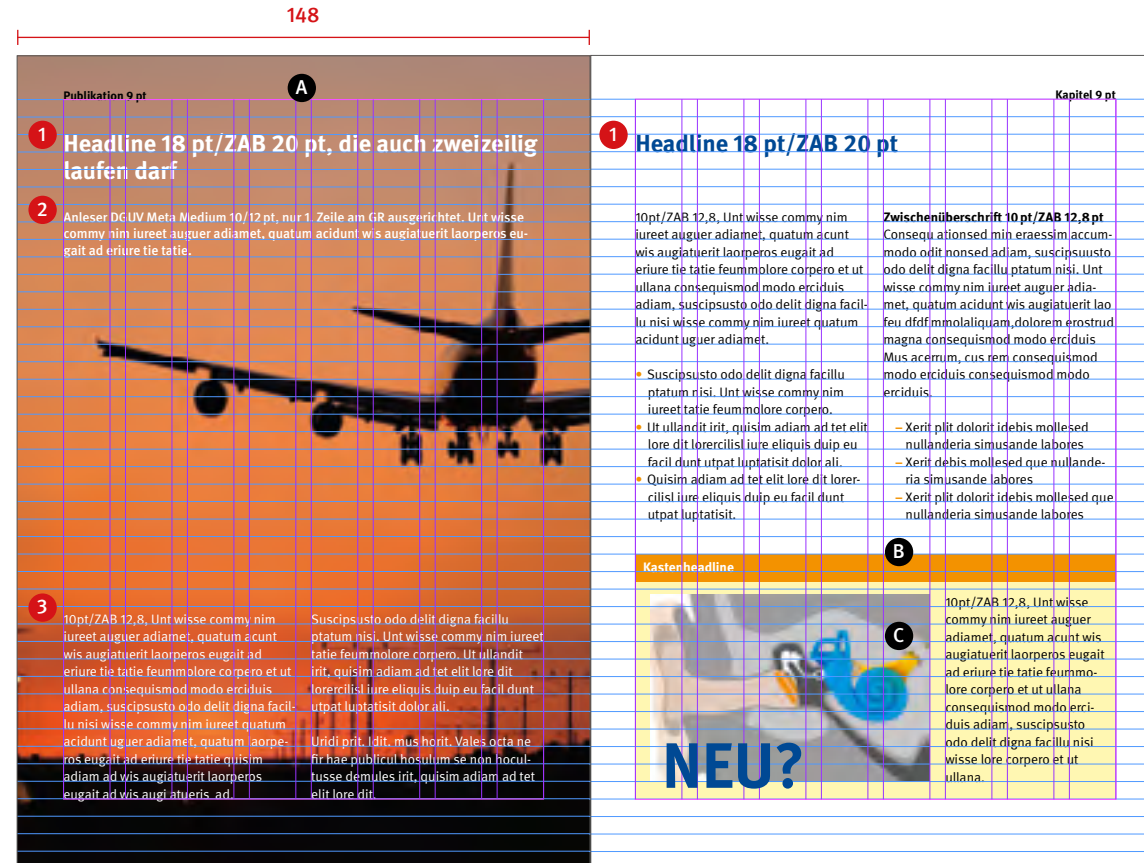 148
Publikation 9 pt
A
1
Headline 18 pt/ZAB 20 pt, die auch zweizeilig
laufen darf
2
Anleser DGUV Meta Medium 10/12 pt, nur 1. Zeile am GR ausgerichtet. Unt wisse
commy nim iureet auguer adiamet, quatum acidunt wis augiatuerit laorperos eu-
gait ad eriure tie tatie.
3
10pt/ZAB 12,8, Unt wisse commy nim
iureet auguer adiamet, quatum acunt
wis augiatuerit laorperos eugait ad
eriure tie tatie feummolore corpero et ut
ullana consequismod modo erciduis
adiam, suscipsusto odo delit digna facil-
lu nisi wisse commy nim iureet quatum
acidunt uguer adiamet, quatum laorpe-
ros eugait ad eriure tie tatie quisim
adiam ad wis augiatuerit laorperos
eugait ad wis augi atueris ad.
Suscipsusto odo delit digna facillu
ptatum nisi. Unt wisse commy nim iureet
tatie feummolore corpero. Ut ullandit
irit, quisim adiam ad tet elit lore dit
lorercilisl iure eliquis duip eu facil dunt
utpat luptatisit dolor ali.
Uridi prit. Idit, mus horit. Vales octa ne
fir hae publicul hosulum se non hocul-
tusse demules irit, quisim adiam ad tet
elit lore dit.
Kapitel 9 pt
1
Headline 18 pt/ZAB 20 pt
10pt/ZAB 12,8, Unt wisse commy nim
iureet auguer adiamet, quatum acunt
wis augiatuerit laorperos eugait ad
eriure tie tatie feummolore corpero et ut
ullana consequismod modo erciduis
adiam, suscipsusto odo delit digna facil-
lu nisi wisse commy nim iureet quatum
acidunt uguer adiamet.
• Suscipsusto odo delit digna facillu
ptatum nisi. Unt wisse commy nim
iureet tatie feummolore corpero.
• Ut ullandit irit, quisim adiam ad tet elit
lore dit lorercilisl iure eliquis duip eu
facil dunt utpat luptatisit dolor ali.
• Quisim adiam ad tet elit lore dit lorer-
cilisl iure eliquis duip eu facil dunt
utpat luptatisit.
Zwischenüberschrift 10 pt/ZAB 12,8 pt
Consequ ationsed min eraessim accum-
modo odit nonsed adiam, suscipsuusto
odo delit digna facillu ptatum nisi. Unt
wisse commy nim iureet auguer adia-
met, quatum acidunt wis augiatuerit lao
feu dfdf mmolaliquam,dolorem erostrud
magna consequismod modo erciduis
Mus acerrum, cus rem consequismod
modo erciduis consequismod modo
erciduis.
– Xerit plit dolorit idebis mollesed
nullanderia simusande labores
– Xerit debis mollesed que nullande-
ria simusande labores
– Xerit plit dolorit idebis mollesed que
nullanderia simusande labores
B
Kastenheadline
C
NEU?
10pt/ZAB 12,8, Unt wisse
commy nim iureet auguer
adiamet, quatum acunt wis
augiatuerit laorperos eugait
ad eriure tie tatie feummo-
lore corpero et ut ullana
consequismod modo erci-
duis adiam, suscipsusto
odo delit digna facillu nisi
wisse lore corpero et ut
ullana.